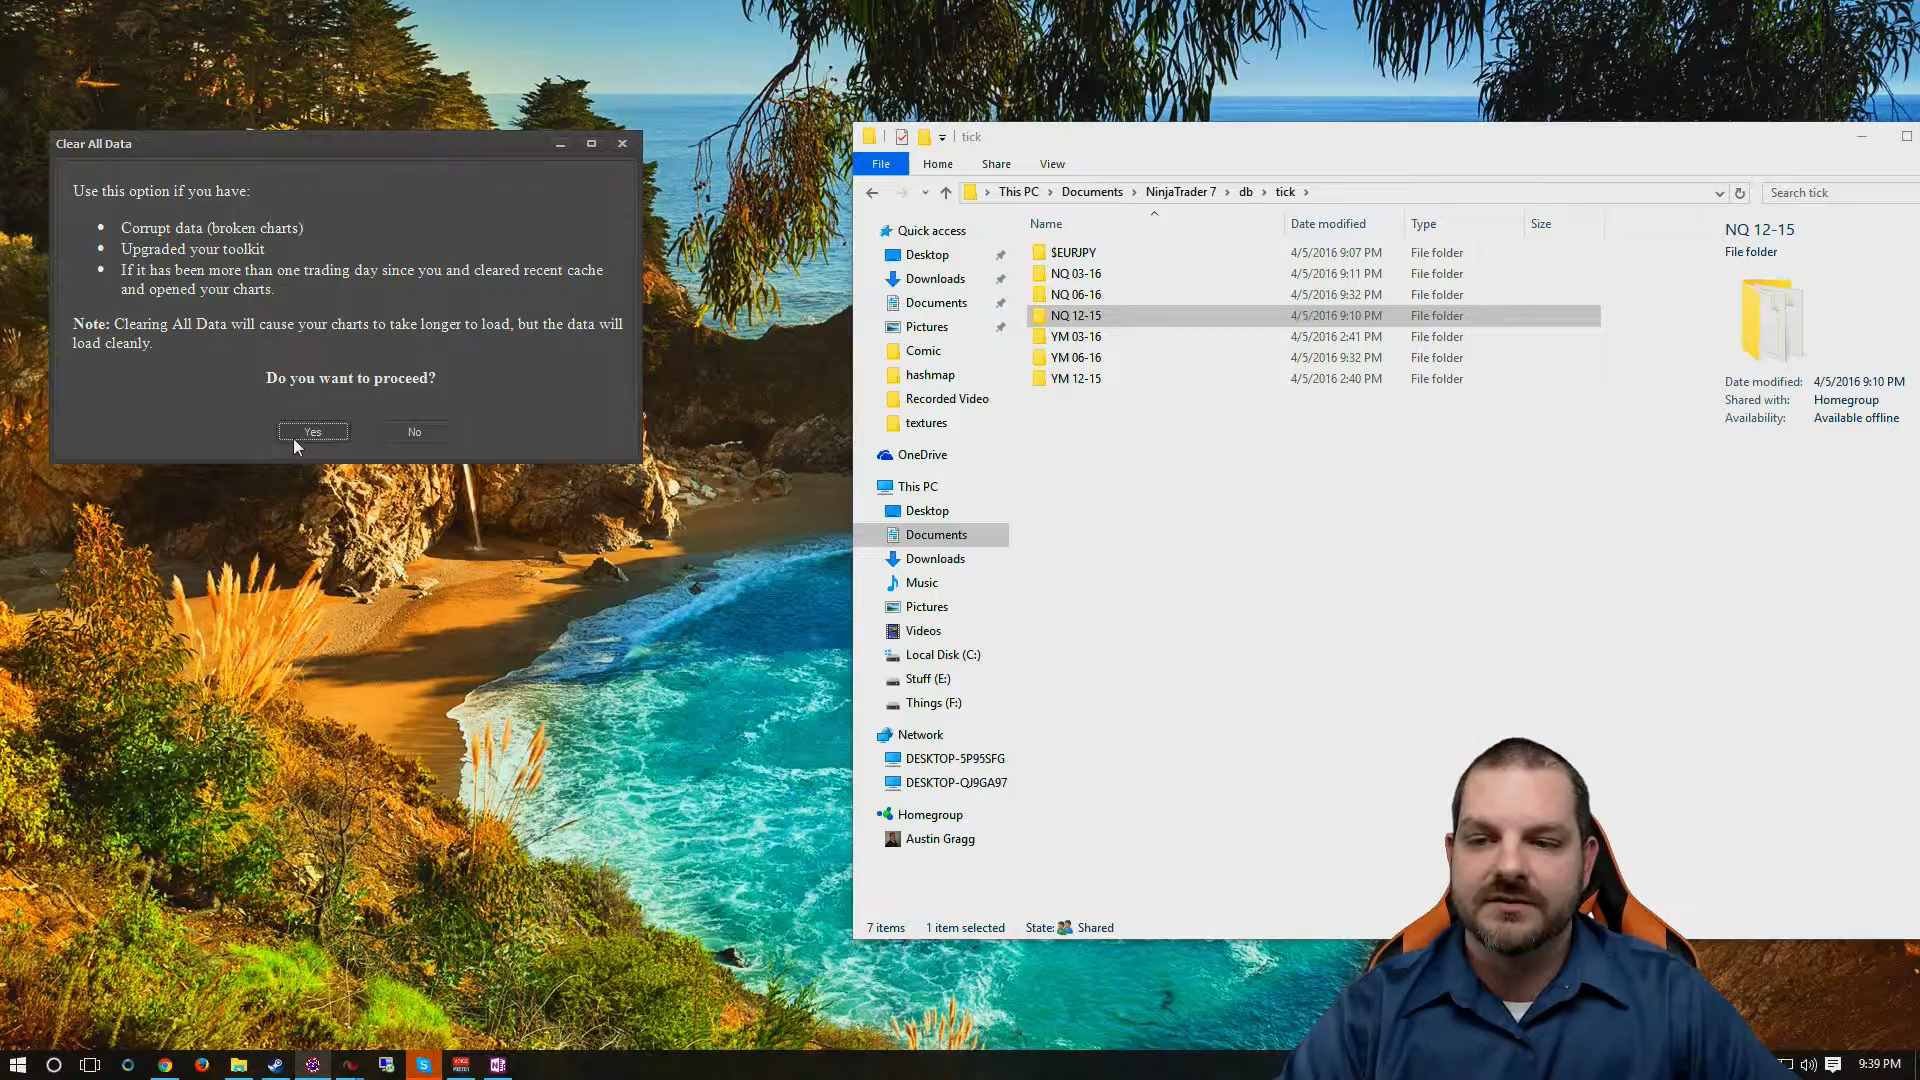 Clear All Data
Use this option if you have:
• Corrupt data (broken charts)
• Upgraded your toolkit
• If it has been more than one trading day since you and cleared recent cache
and opened your charts.
Note: Clearing All Data will cause your charts to take longer to load, but the data will
load cleanly.
Do you want to proceed?
Yes No
tick
File Home Share View
This PC Documents NinjaTrader 7 db tick
Search tick
Name Date modified Type Size
$EURJPY 4/5/2016 9:07 PM File folder
NQ 03-16 4/5/2016 9:11 PM File folder
NQ 06-16 4/5/2016 9:32 PM File folder
NQ 12-15 4/5/2016 9:10 PM File folder
YM 03-16 4/5/2016 2:41 PM File folder
YM 06-16 4/5/2016 9:32 PM File folder
YM 12-15 4/5/2016 2:40 PM File folder
Quick access
Desktop
Downloads
Documents
Pictures
Comic
hashmap
Recorded Video
textures
OneDrive
This PC
Desktop
Documents
Downloads
Music
Pictures
Videos
Local Disk (C:)
Stuff (E:)
Things (F:)
Network
DESKTOP-5P95SFG
DESKTOP-QJ9GA97
Homegroup
Austin Gragg
NQ 12-15
File folder
Date modified: 4/5/2016 9:10 PM
Shared with: Homegroup
Availability: Available offline
7 items 1 item selected State: Shared
9:39 PM